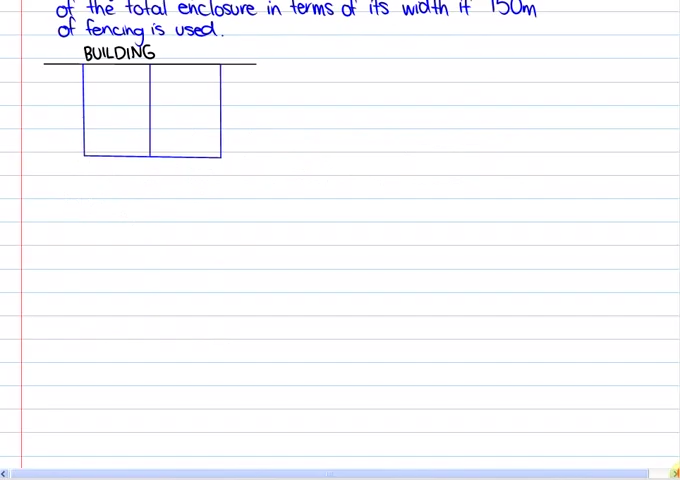 of the total enclosure in terms of its width if 150m
of fencing is used.
BUILDING